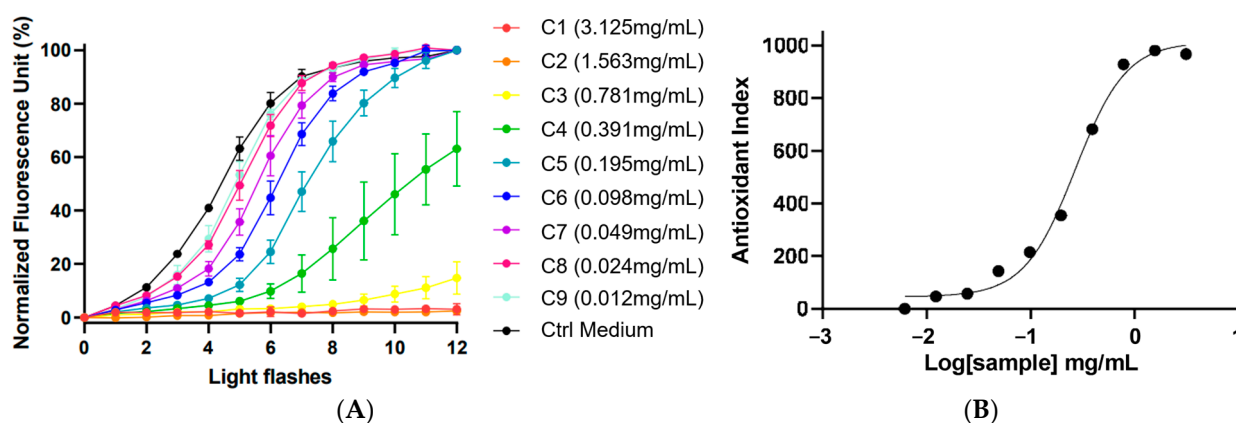 Normalized Fluorescence Unit (%)
100
80
60
40
20
0
0
2
4
6
8
10
12
Light flashes
C1 (3.125mg/mL)
C2 (1.563mg/mL)
C3 (0.781mg/mL)
C4 (0.391mg/mL)
C5 (0.195mg/mL)
C6 (0.098mg/mL)
C7 (0.049mg/mL)
C8 (0.024mg/mL)
C9 (0.012mg/mL)
Ctrl Medium
(A)
Antioxidant Index
1000
800
600
400
200
0
−3
−2
−1
0
1
Log[sample] mg/mL
(B)